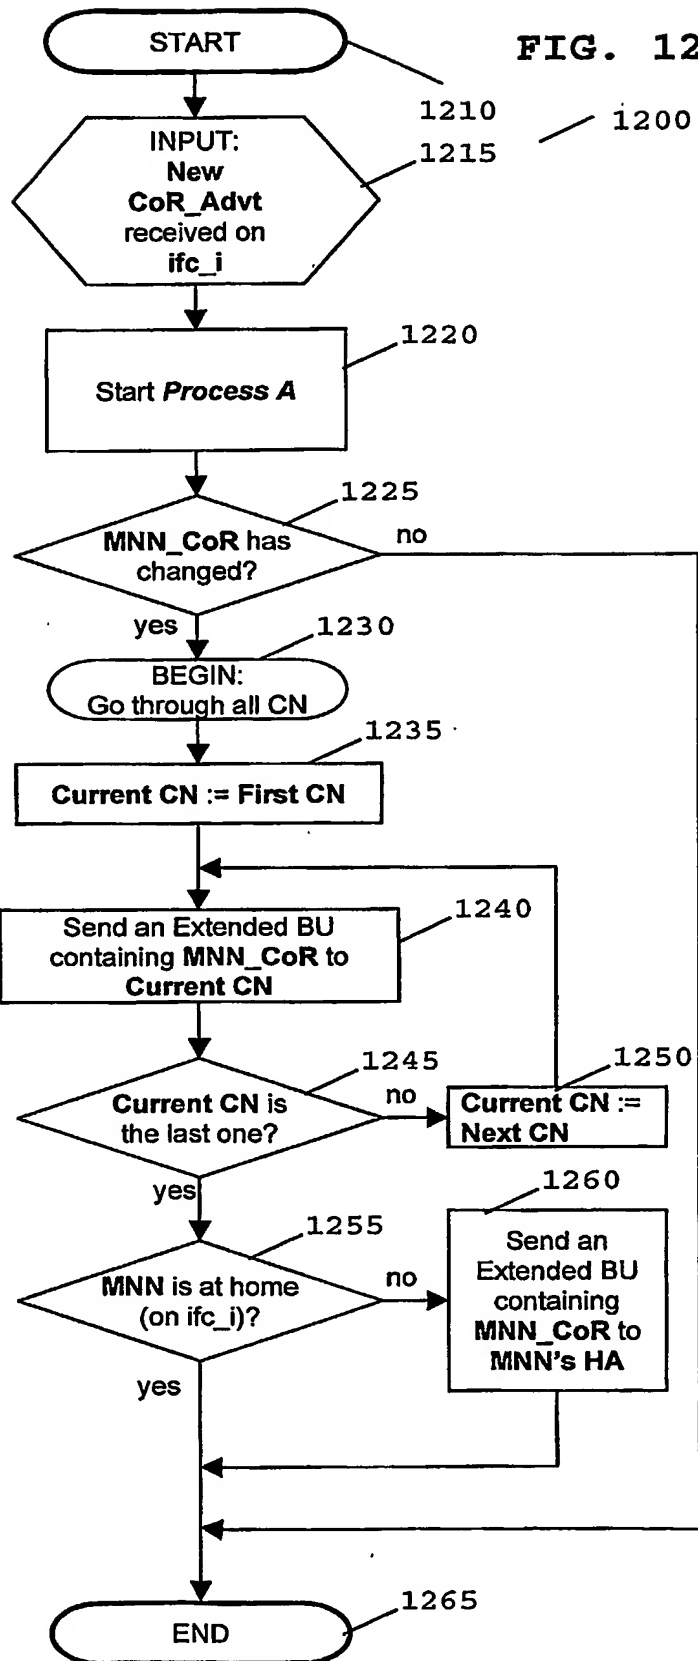 START
FIG. 12
1210
1200
INPUT:
New
CoR_Advt
received on
ifc_i
1215
1220
Start Process A
1225
MNN_CoR has
changed?
no
yes
1230
BEGIN:
Go through all CN
1235
Current CN := First CN
1240
Send an Extended BU
containing MNN_CoR to
Current CN
1245
Current CN is
the last one?
no
1250
Current CN :=
Next CN
yes
1255
MNN is at home
(on ifc_i)?
no
1260
Send an
Extended BU
containing
MNN_CoR to
MNN's HA
yes
1265
END